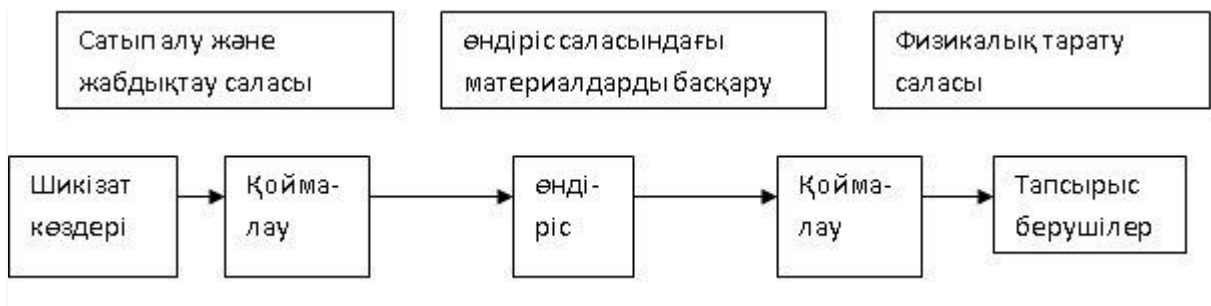 Сатып алу және
жабдықтау саласы
өндіріс саласындағы
материалдарды басқару
Физикалық тарату
саласы
Шикізат
көздері
Қойма-
лау
өнді-
ріс
Қойма-
лау
Тапсырыс
берушілер